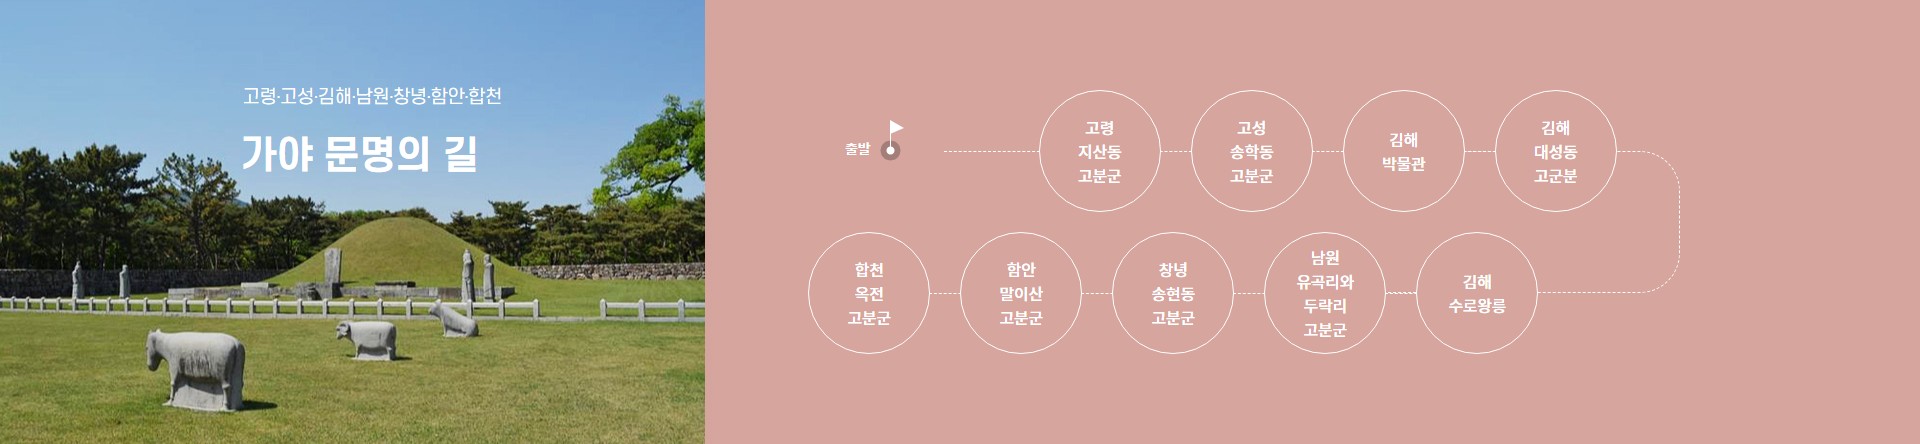 고령·고성·김해·남원·창녕·함안·합천
가야 문명의 길
출발
고령
지산동
고분군
고성
송학동
고분군
김해
박물관
김해
대성동
고군분
김해
수로왕릉
남원
유곡리와
두락리
고분군
창녕
송현동
고분군
함안
말이산
고분군
합천
옥전
고분군